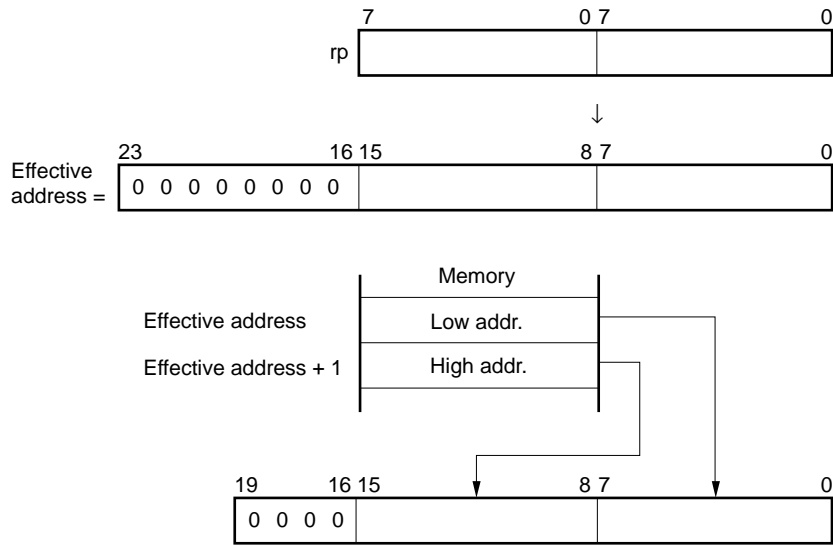 7 0 7 0
rp
↓
23 16 15 8 7 0
Effective
address =
0 0 0 0 0 0 0 0
Memory
Effective address Low addr.
Effective address + 1 High addr.
19 16 15 8 7 0
0 0 0 0